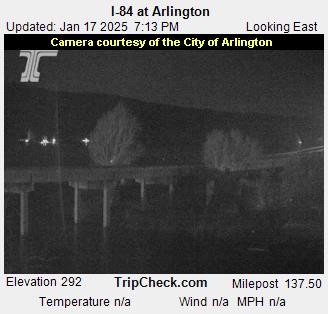 I-84 at Arlington
Updated: Jan 17 2025 7:13 PM Looking East
Camera courtesy of the City of Arlington
Elevation 292 TripCheck.com Milepost 137.50
Temperature n/a Wind n/a MPH n/a